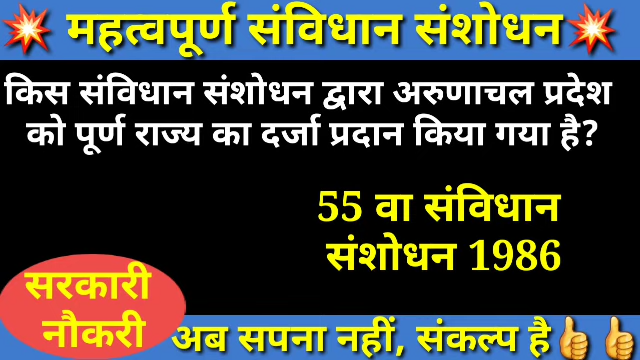 💥 महत्वपूर्ण संविधान संशोधन 💥
किस संविधान संशोधन द्वारा अरुणाचल प्रदेश
को पूर्ण राज्य का दर्जा प्रदान किया गया है?
55 वा संविधान
संशोधन 1986
सरकारी
नौकरी
अब सपना नहीं, संकल्प है👍👍